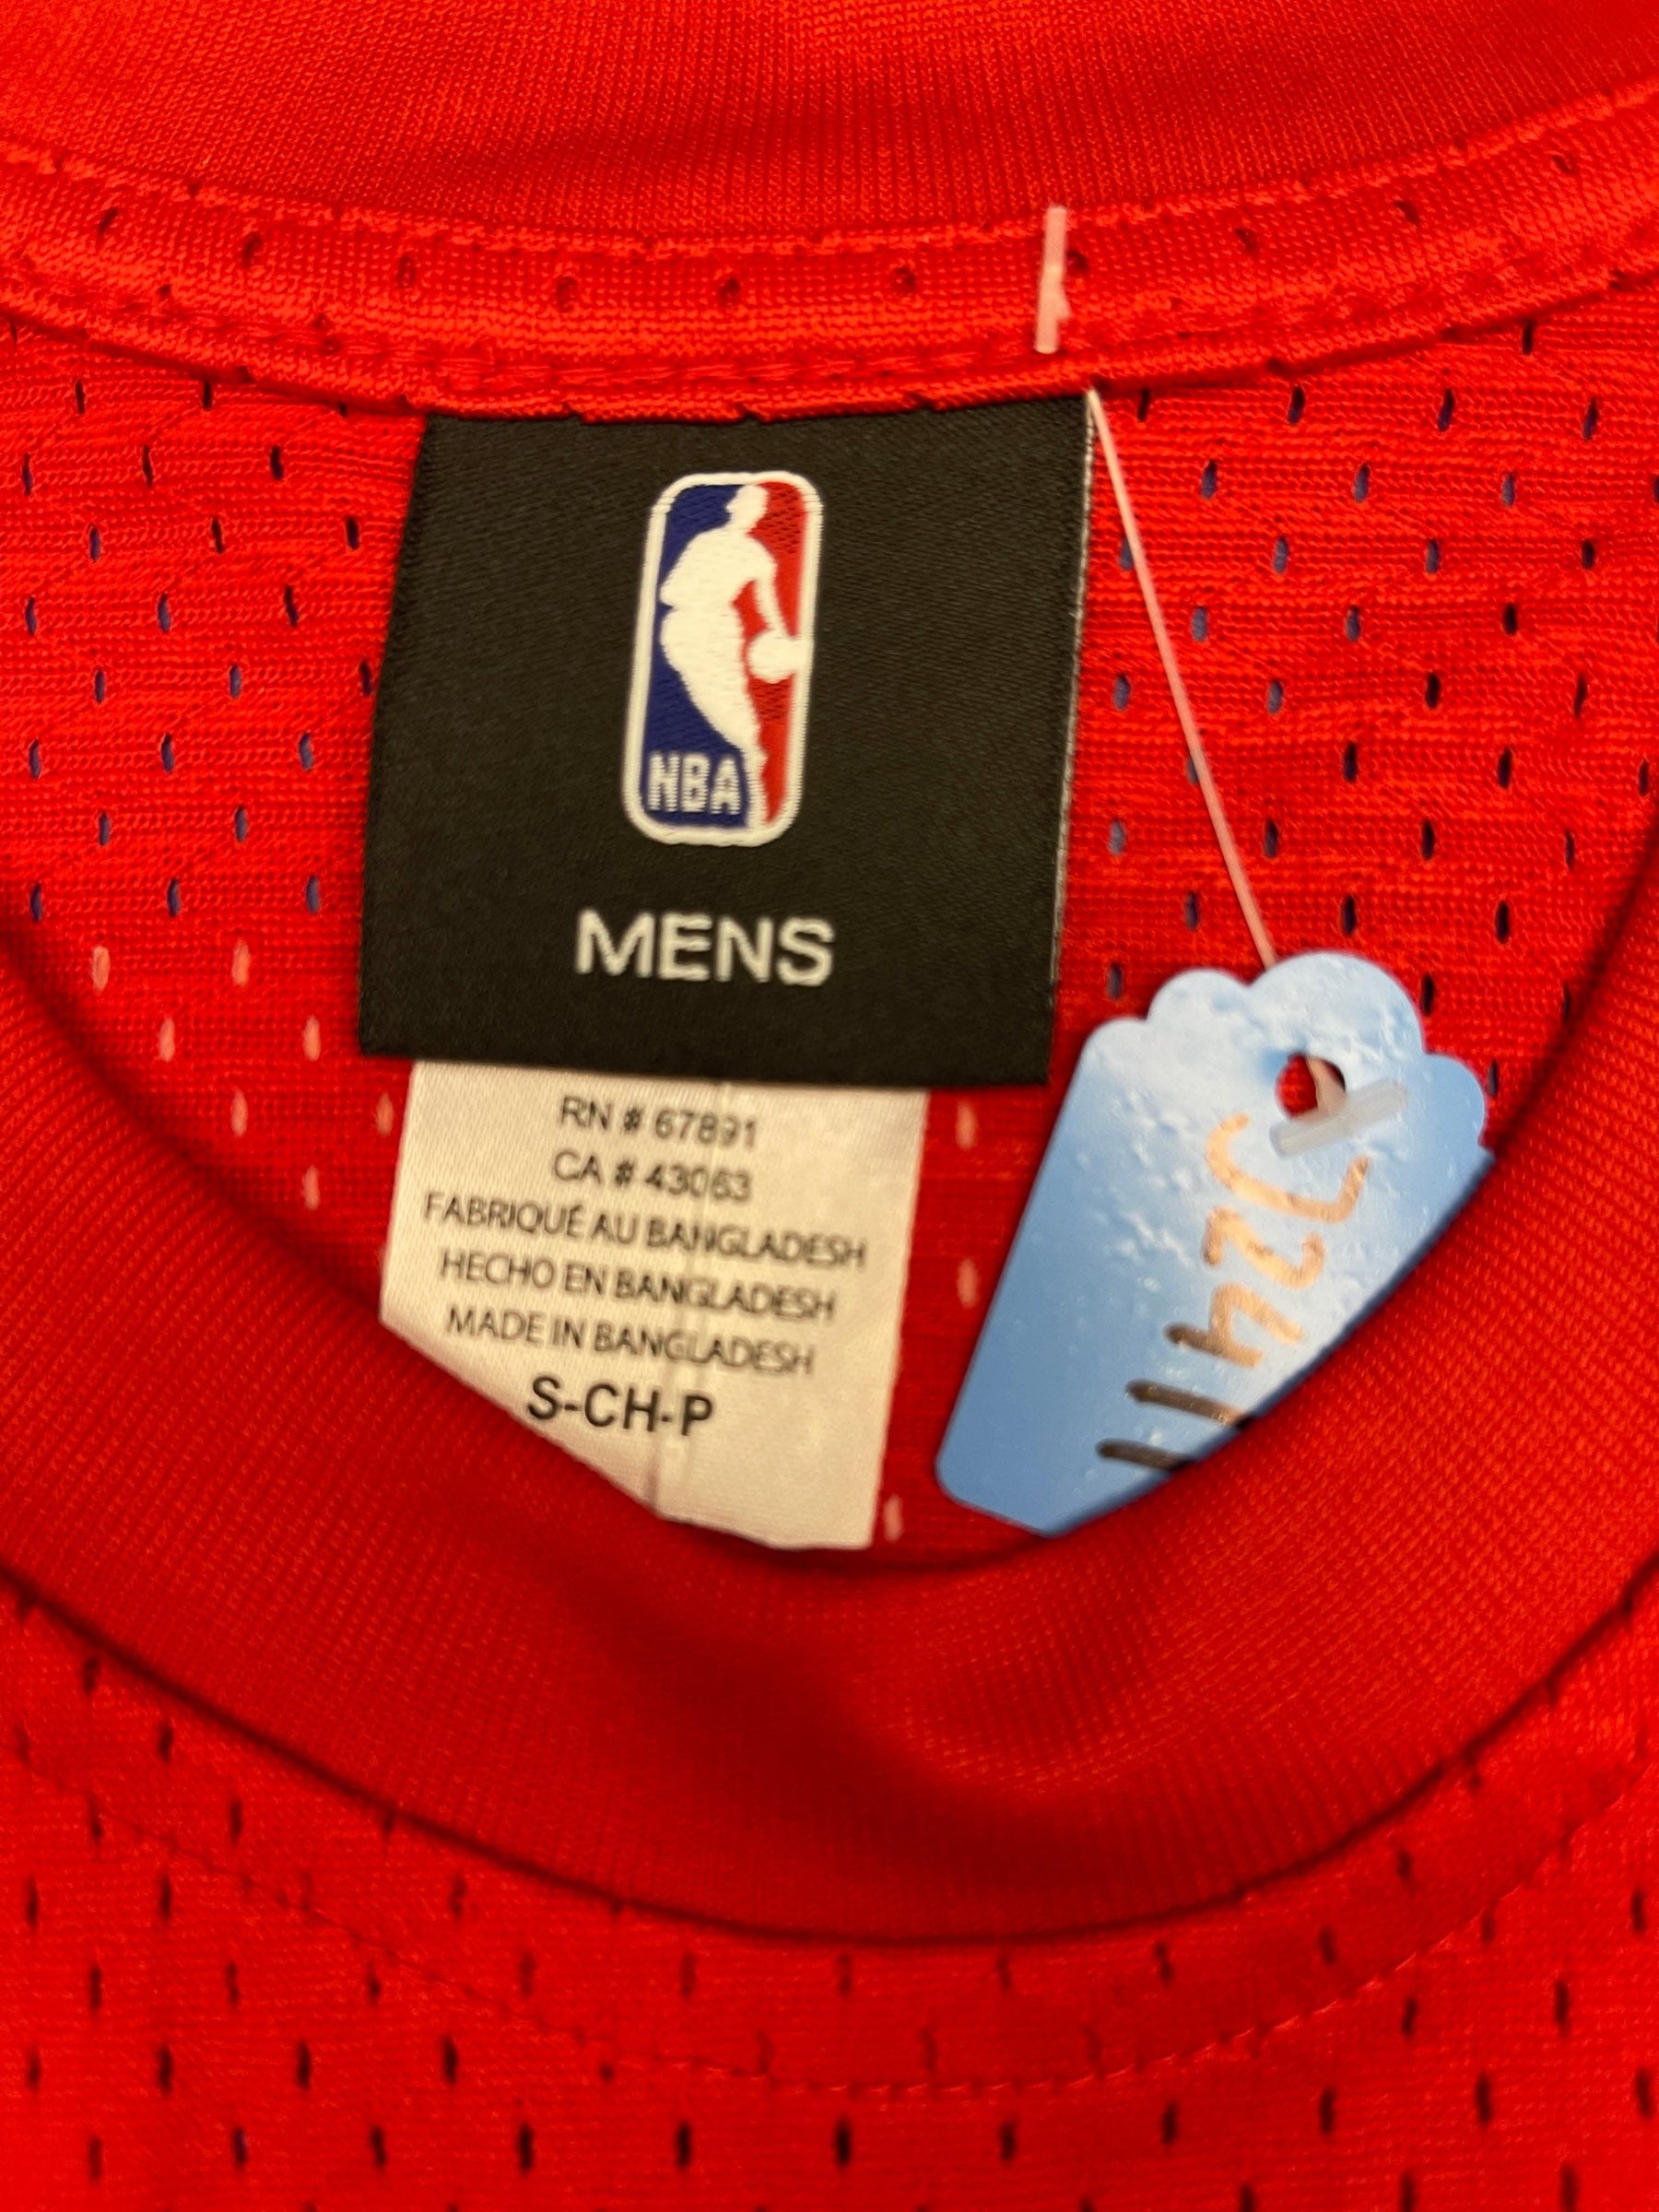 NBA
MENS
RN # 67891
CA # 43063
FABRIQUÉ AU BANGLADESH
HECHO EN BANGLADESH
MADE IN BANGLADESH
S-CH-P